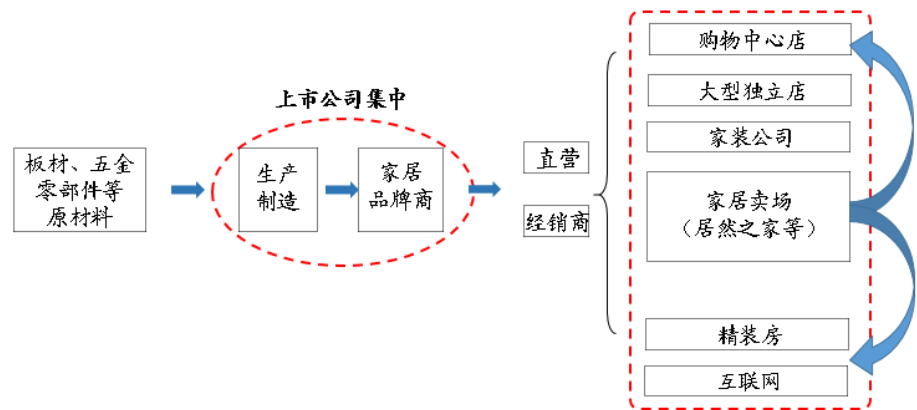 上市公司集中
板材、五金
零部件等
原材料
生产
制造
家居
品牌商
直营
经销商
购物中心店
大型独立店
家装公司
家居卖场
（居然之家等）
精装房
互联网